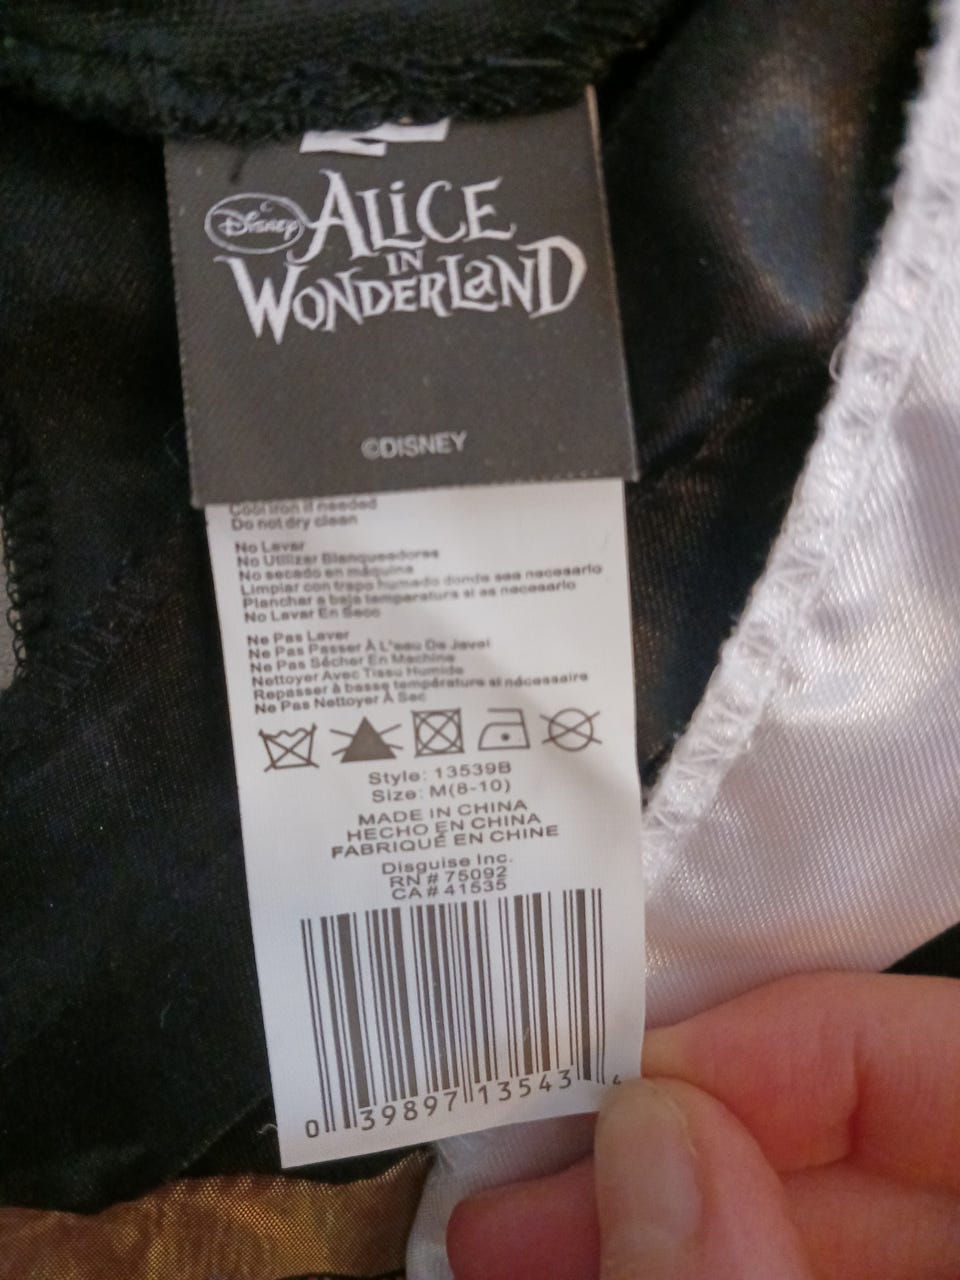 Disney
ALiCE
IN
WONDERLaND
©DISNEY
Cool iron if needed
Do not dry clean
No Lavar
No Utilizar Blanqueadores
No secado en máquina
Limpiar con trapo humedo donde sea necesario
Planchar a baja temperatura si es necesario
No Lavar En Seco
Ne Pas Laver
Ne Pas Passer À L'eau De Javel
Ne Pas Sécher En Machine
Nettoyer Avec Tissu Humide
Repasser à basse température si nécessaire
Ne Pas Nettoyer À Sec
Style: 13539B
Size: M(8-10)
MADE IN CHINA
HECHO EN CHINA
FABRIQUÉ EN CHINE
Disguise Inc.
RN # 75092
CA # 41535
0 39897 13543 4